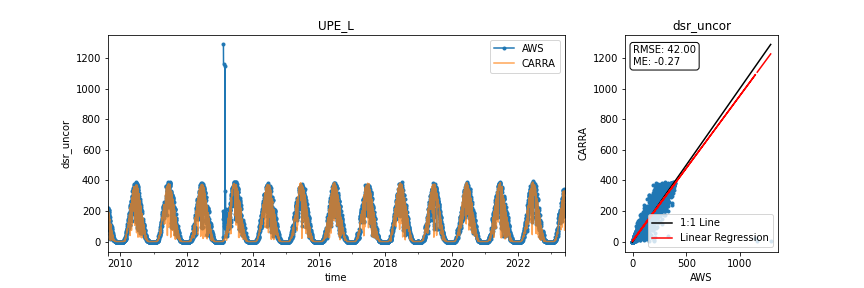 UPE_L
dsr_uncor
1200
1000
800
600
400
200
0
2010
2012
2014
2016
2018
2020
2022
time
AWS
CARRA
dsr_uncor
CARRA
1200
1000
800
600
400
200
0
RMSE: 42.00
ME: -0.27
1:1 Line
Linear Regression
0
500
1000
AWS